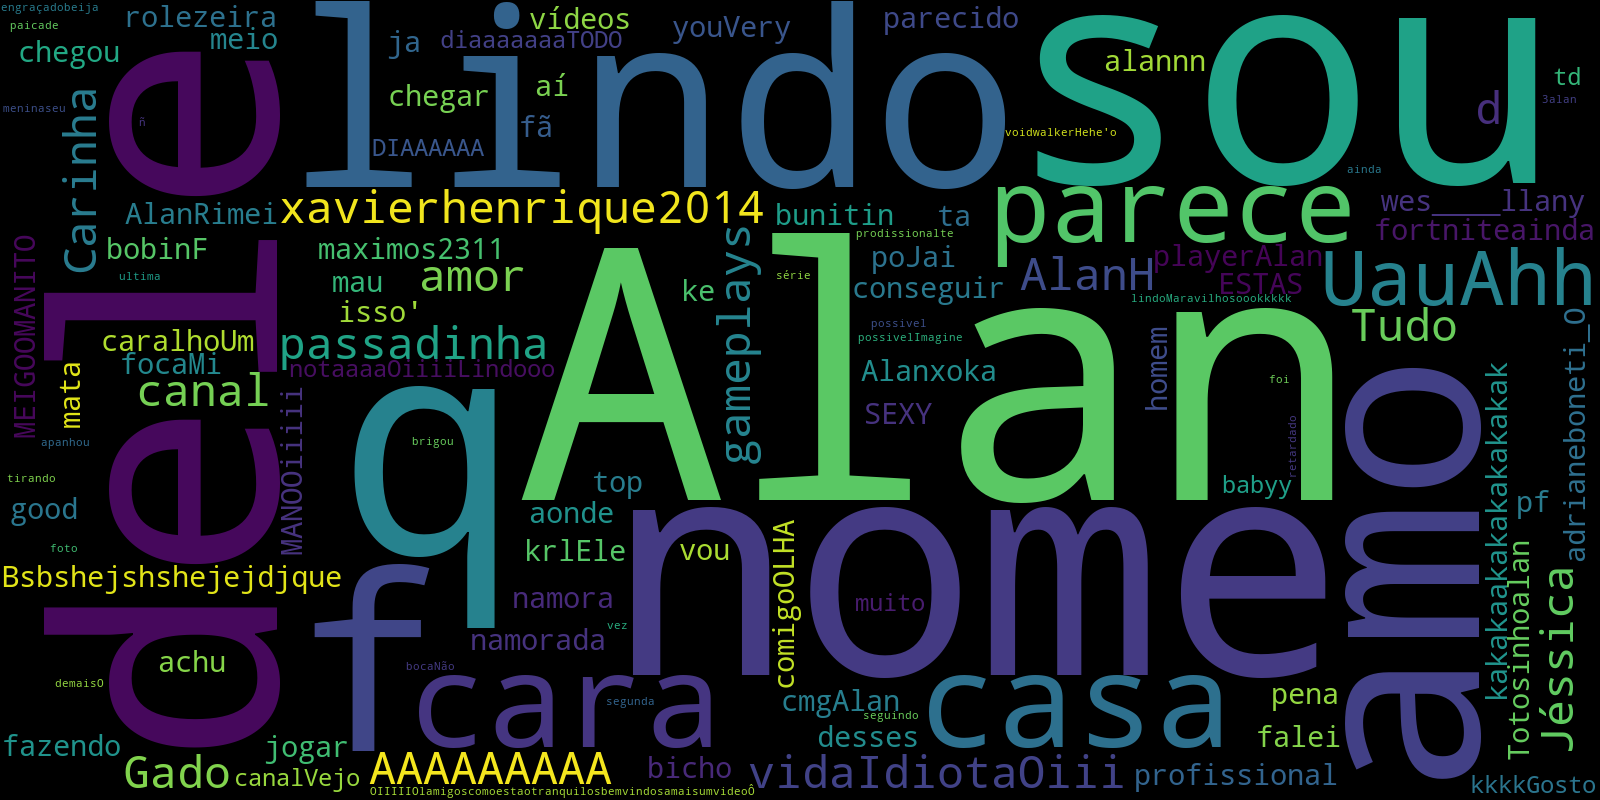 engraçadobeija
paicade
chegou
rolezeira
meio
ja
diaaaaaaaTODO
vídeos
youVery
parecido
alannn
td
3alan
d
meninaseu
ñ
Carinha
dele
lindo
sou
chegar
aí
fã
DIAAAAAA
voidwalkerHehe'o
ainda
AlanRimei
xavierhenrique2014
bunitin
ta
parece
wes____llany
fortniteainda
MEIGOOMANITO
bobinF
ultima
maximos2311
mau
amor
isso'
ke
gameplays
prodissionalte
série
poJai
conseguir
AlanH
playerAlan
ESTAS
lindoMaravilhosoookkkkk
UauAhh
caralhoUm
focaMi
passadinha
notaaaaOiiiiLindooo
canal
mata
MANOOiiiii
q
Alan
possivel
possivelImagine
Alanxoka
SEXY
homem
foi
retardado
Tudo
adrianeboneti_O
apanhou
brigou
tirando
good
foto
top
aonde
krlEle
vou
babyy
kakakaakakakakakakak
pf
Bsbshejshshejejdjque
f
nome
amo
namora
namorada
vez
comigoOLHA
muito
Totosinhoalan
Jéssica
achu
demaisO
bocaNão
cara
segunda
cmgAlan
seguindo
desses
casa
pena
falei
fazendo
jogar
Gado
canalVejo
AAAAAAAAA
OIIIIIOlamigoscomoestaotranquilosbemvindosamaisumvideoÔ
bicho
vidaIdiotaOiii
profissional
kkkkGosto